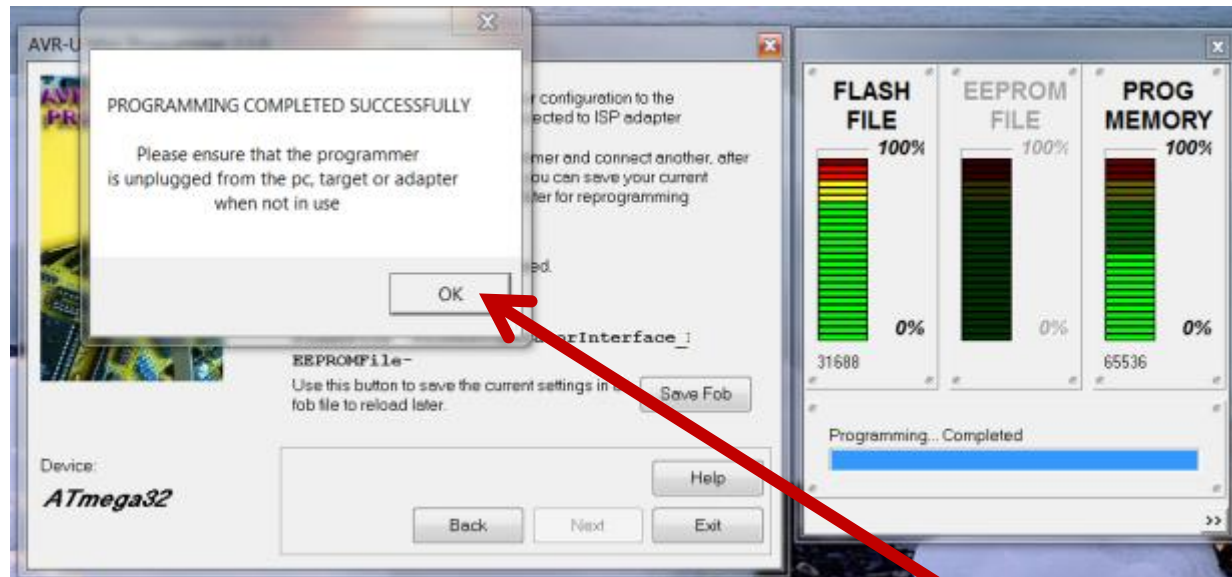 AVR-U
PROGRAMMING COMPLETED SUCCESSFULLY
Please ensure that the programmer
is unplugged from the pc, target or adapter
when not in use
OK
r configuration to the
ected to ISP adapter
mer and connect another, after
ou can save your current
ter for reprogramming
ed.
orInterface_
EEPROMFile-
Use this button to save the current settings in
fob file to reload later.
Save Fob
Device:
ATmega32
Help
Back
Next
Exit
FLASH
FILE
100%
0%
31688
EEPROM
FILE
100%
0%
PROG
MEMORY
100%
0%
65536
Programming... Completed
>>